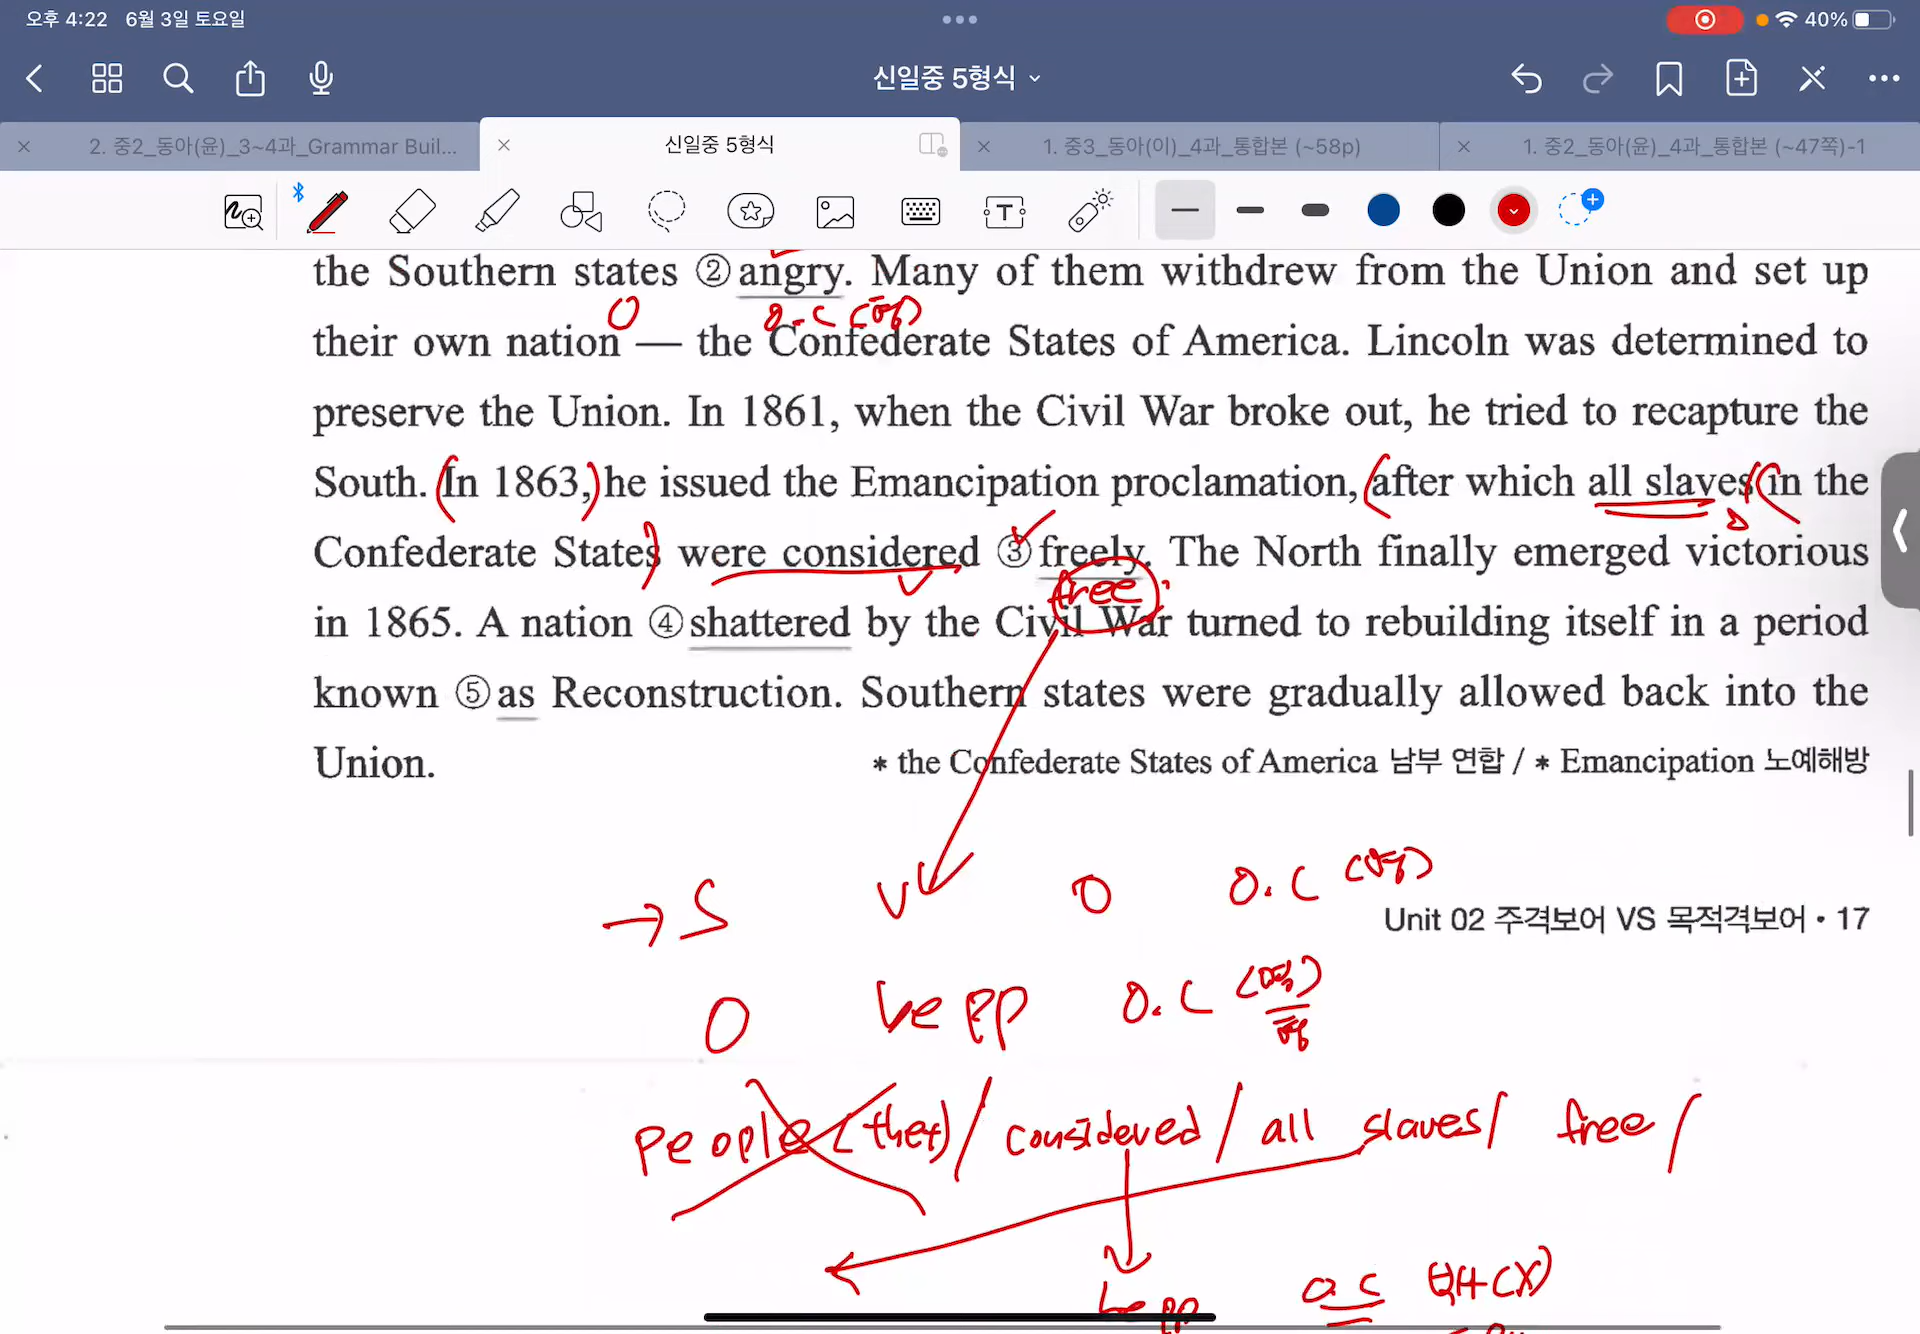 오후 4:22 6월 3일 토요일
40%
신일중 5형식
2. 중2_동아(윤)_3~4과_Grammar Buil...
신일중 5형식
1. 중3_동아(이)_4과_통합본 (~58p)
1. 중2_동아(윤)_4과_통합본 (~47쪽)-1
the Southern states ② angry. Many of them withdrew from the Union and set up
O O.C (형)
their own nation — the Confederate States of America. Lincoln was determined to
preserve the Union. In 1861, when the Civil War broke out, he tried to recapture the
South. (In 1863,) he issued the Emancipation proclamation, (after which all slaves (in the
Confederate States) were considered ③ freely. The North finally emerged victorious
free
in 1865. A nation ④ shattered by the Civil War turned to rebuilding itself in a period
known ⑤ as Reconstruction. Southern states were gradually allowed back into the
Union.
* the Confederate States of America 남부 연합 / * Emancipation 노예해방
→ S V O O.C
Unit 02 주격보어 VS 목적격보어 • 17
O be pp O.C
people (they) / considered / all slaves / free /
be pp
O.C 부사 (X)